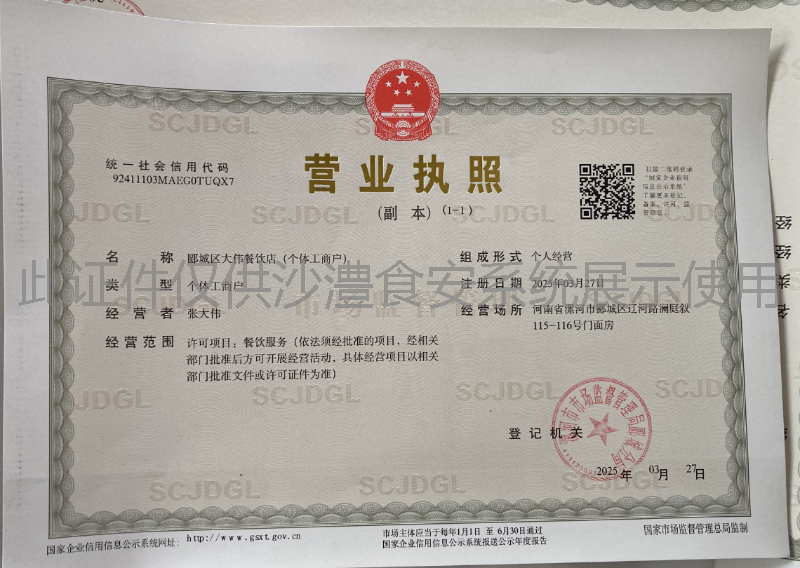 营业执照
（副 本）（1-1）
统一社会信用代码
92411103MAEG0TUQX7
扫描二维码登录
“国家企业信用
信息公示系统”
了解更多登记、
备案、许可、监
管信息。
名 称 郾城区大伟餐饮店（个体工商户）
类 型 个体工商户
经 营 者 张大伟
经营范围 许可项目：餐饮服务（依法须经批准的项目，经相关
部门批准后方可开展经营活动，具体经营项目以相关
部门批准文件或许可证件为准）
组成形式 个人经营
注册日期 2025年03月27日
经营场所 河南省漯河市郾城区辽河路澜庭叙
115-116号门面房
此证件仅供沙澧食安系统展示使用
登记机关
2025 年 03 月 27 日
国家企业信用信息公示系统网址：http://www.gsxt.gov.cn
市场主体应当于每年1月1日 至 6月30日通过
国家企业信用信息公示系统报送公示年度报告
国家市场监督管理总局监制
SCJDGL